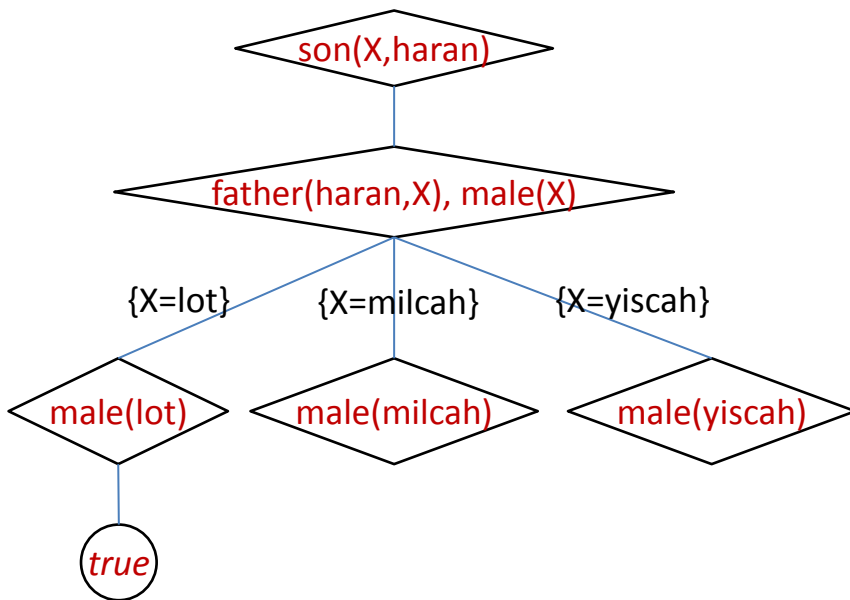 son(X,haran)
father(haran,X), male(X)
{X=lot}
{X=milcah}
{X=yiscah}
male(lot)
male(milcah)
male(yiscah)
true